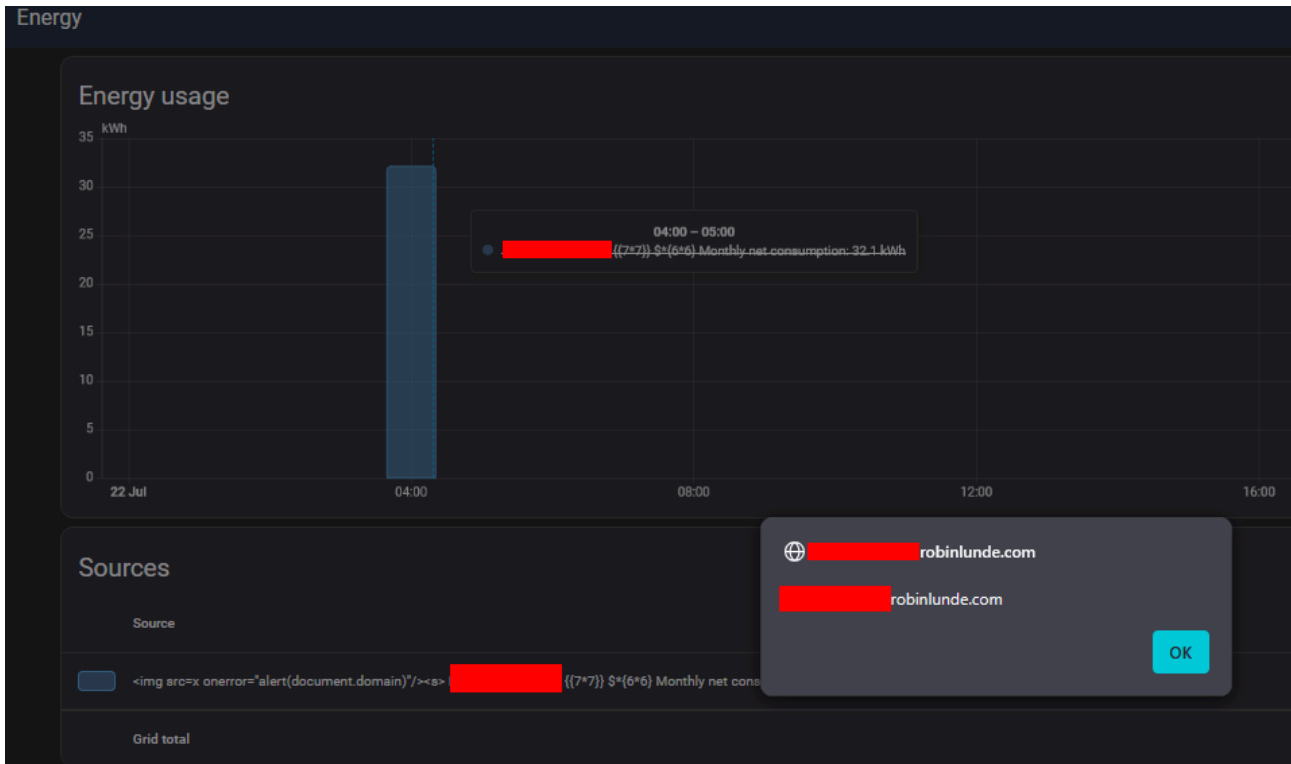 Energy
Energy usage
kWh
35
30
25
20
15
10
5
0
04:00 – 05:00
{{7*7}} $*{6*6} Monthly net consumption: 32.1 kWh
22 Jul
04:00
08:00
12:00
16:00
Sources
robinlunde.com
robinlunde.com
OK
Source
<img src=x onerror="alert(document.domain)"/><s> {{7*7}} $*{6*6} Monthly net cons
Grid total